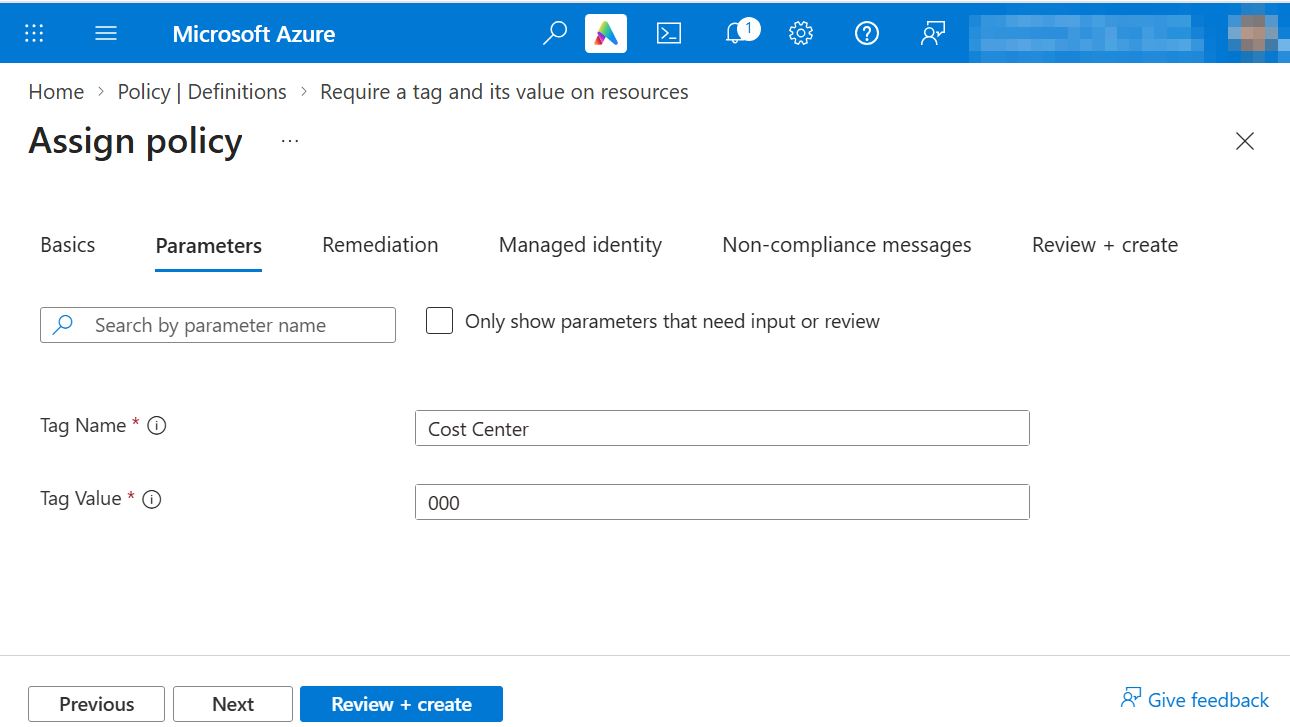 Microsoft Azure
1
Home > Policy | Definitions > Require a tag and its value on resources
Assign policy ...
Basics Parameters Remediation Managed identity Non-compliance messages Review + create
Search by parameter name Only show parameters that need input or review
Tag Name * Cost Center
Tag Value * 000
Previous Next Review + create Give feedback